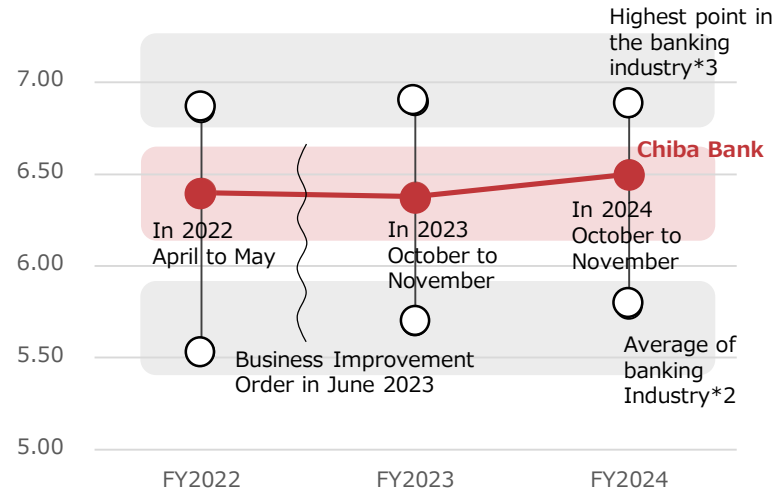 Highest point in
the banking
industry*3
7.00
6.50
6.00
5.50
5.00
Chiba Bank
In 2022
April to May
In 2023
October to
November
In 2024
October to
November
Business Improvement
Order in June 2023
Average of
banking
Industry*2
FY2022
FY2023
FY2024